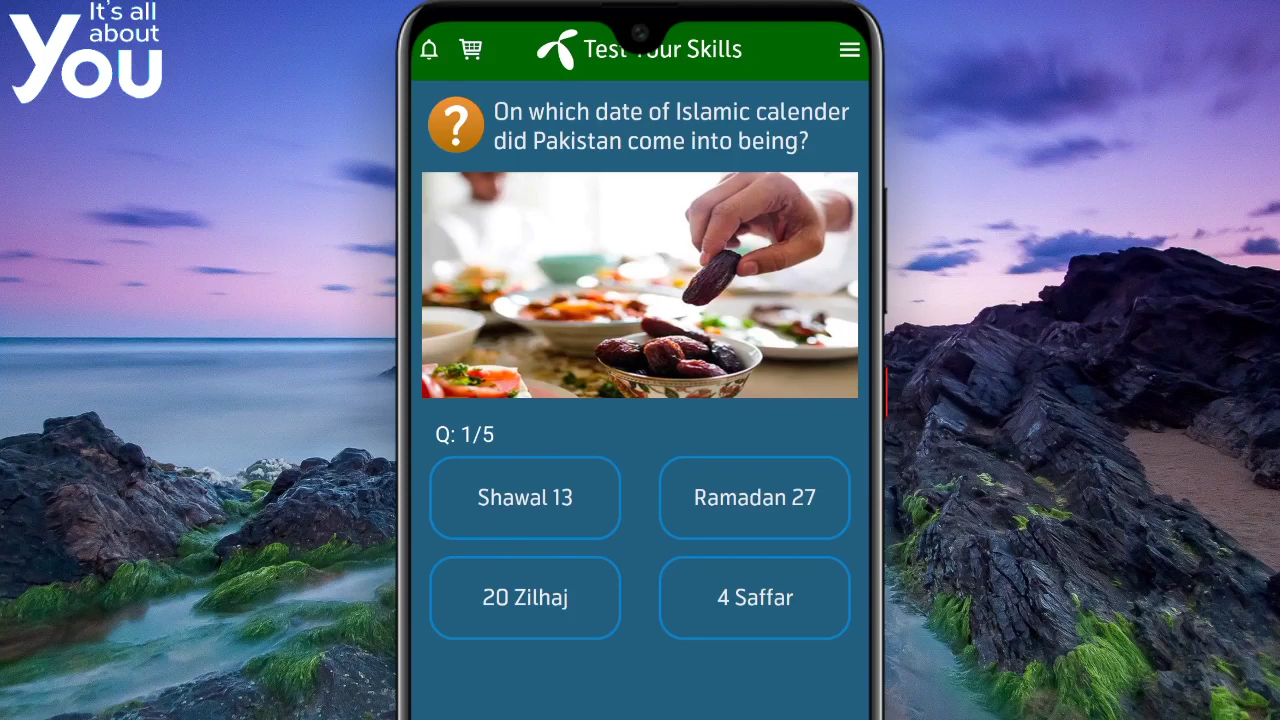 It's all
about
You
Test Your Skills
?
On which date of Islamic calender
did Pakistan come into being?
Q: 1/5
Shawal 13
Ramadan 27
20 Zilhaj
4 Saffar